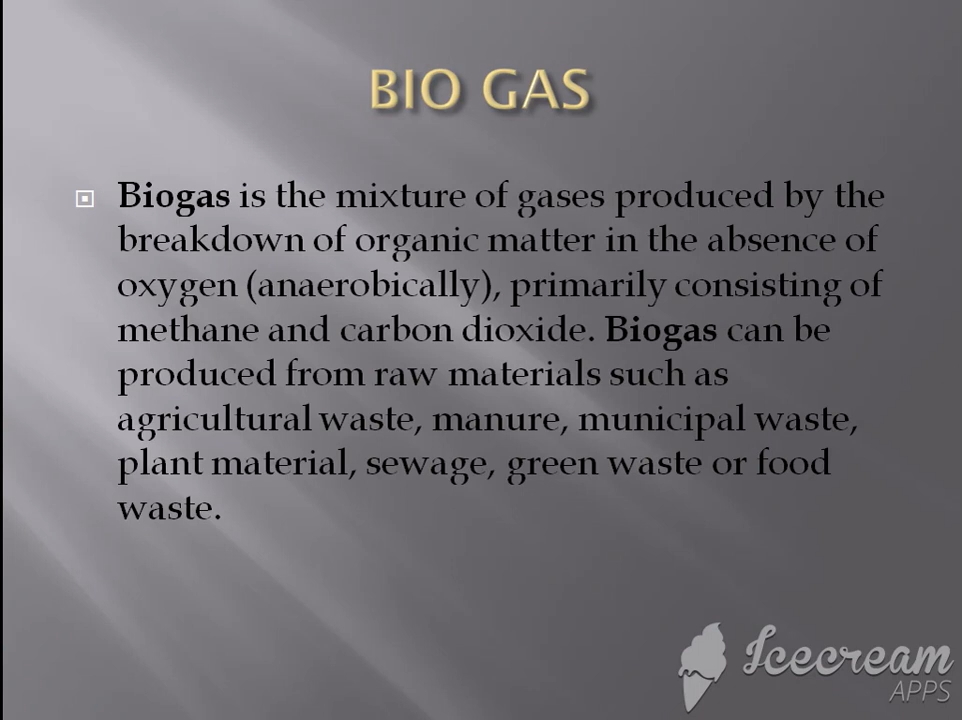 BIO GAS
Biogas is the mixture of gases produced by the
breakdown of organic matter in the absence of
oxygen (anaerobically), primarily consisting of
methane and carbon dioxide. Biogas can be
produced from raw materials such as
agricultural waste, manure, municipal waste,
plant material, sewage, green waste or food
waste.
Icecream
APPS